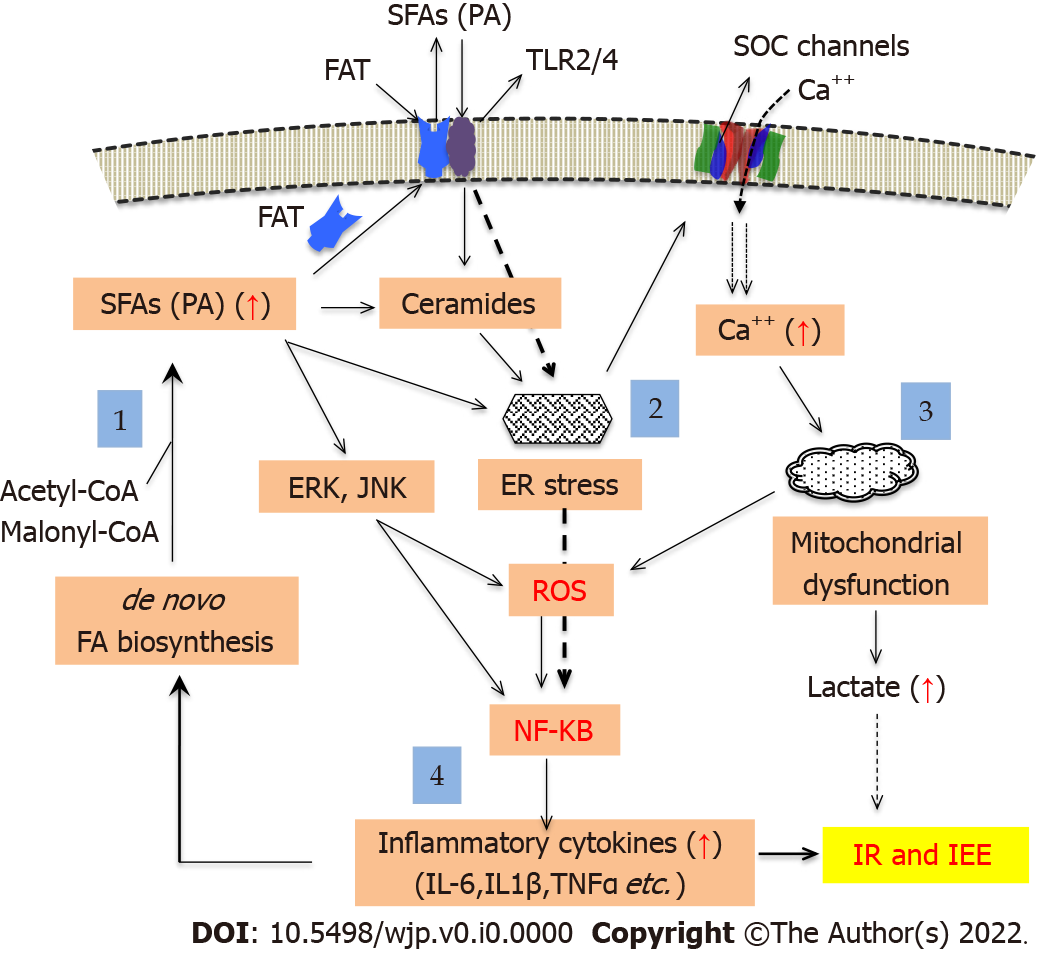 SFAs (PA)
FAT
TLR2/4
SOC channels
Ca++
FAT
SFAs (PA) (↑)
Ceramides
Ca++ (↑)
1
2
3
Acetyl-CoA
Malonyl-CoA
ERK, JNK
ER stress
Mitochondrial
dysfunction
de novo
FA biosynthesis
ROS
Lactate (↑)
NF-KB
4
Inflammatory cytokines (↑)
(IL-6,IL1β,TNFα etc.)
IR and IEE
DOI: 10.5498/wjp.v0.i0.0000 Copyright ©The Author(s) 2022.